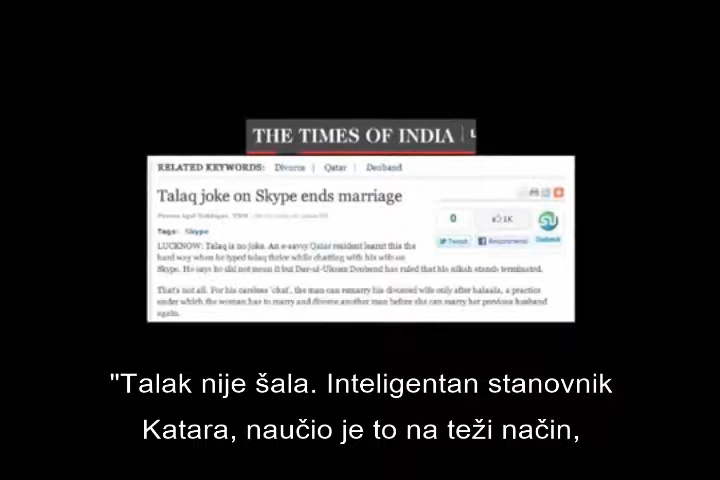 THE TIMES OF INDIA | L
RELATED KEYWORDS: Divorce | Qatar | Deoband
Talaq joke on Skype ends marriage
Tags: Skype
0
1K
Tweet
Recommend
Submit
LUCKNOW: Talaq is no joke. An e-savvy Qatar resident learnt this the
hard way when he typed talaq thrice while chatting with his wife on
Skype. He says he did not mean it but Dar-ul-Uloom Deoband has ruled that his nikah stands terminated.
That's not all. For his careless 'chat', the man can remarry his divorced wife only after halaala, a practice
under which the woman has to marry and divorce another man before she can marry her previous husband
again.
"Talak nije šala. Inteligentan stanovnik
Katara, naučio je to na teži način,